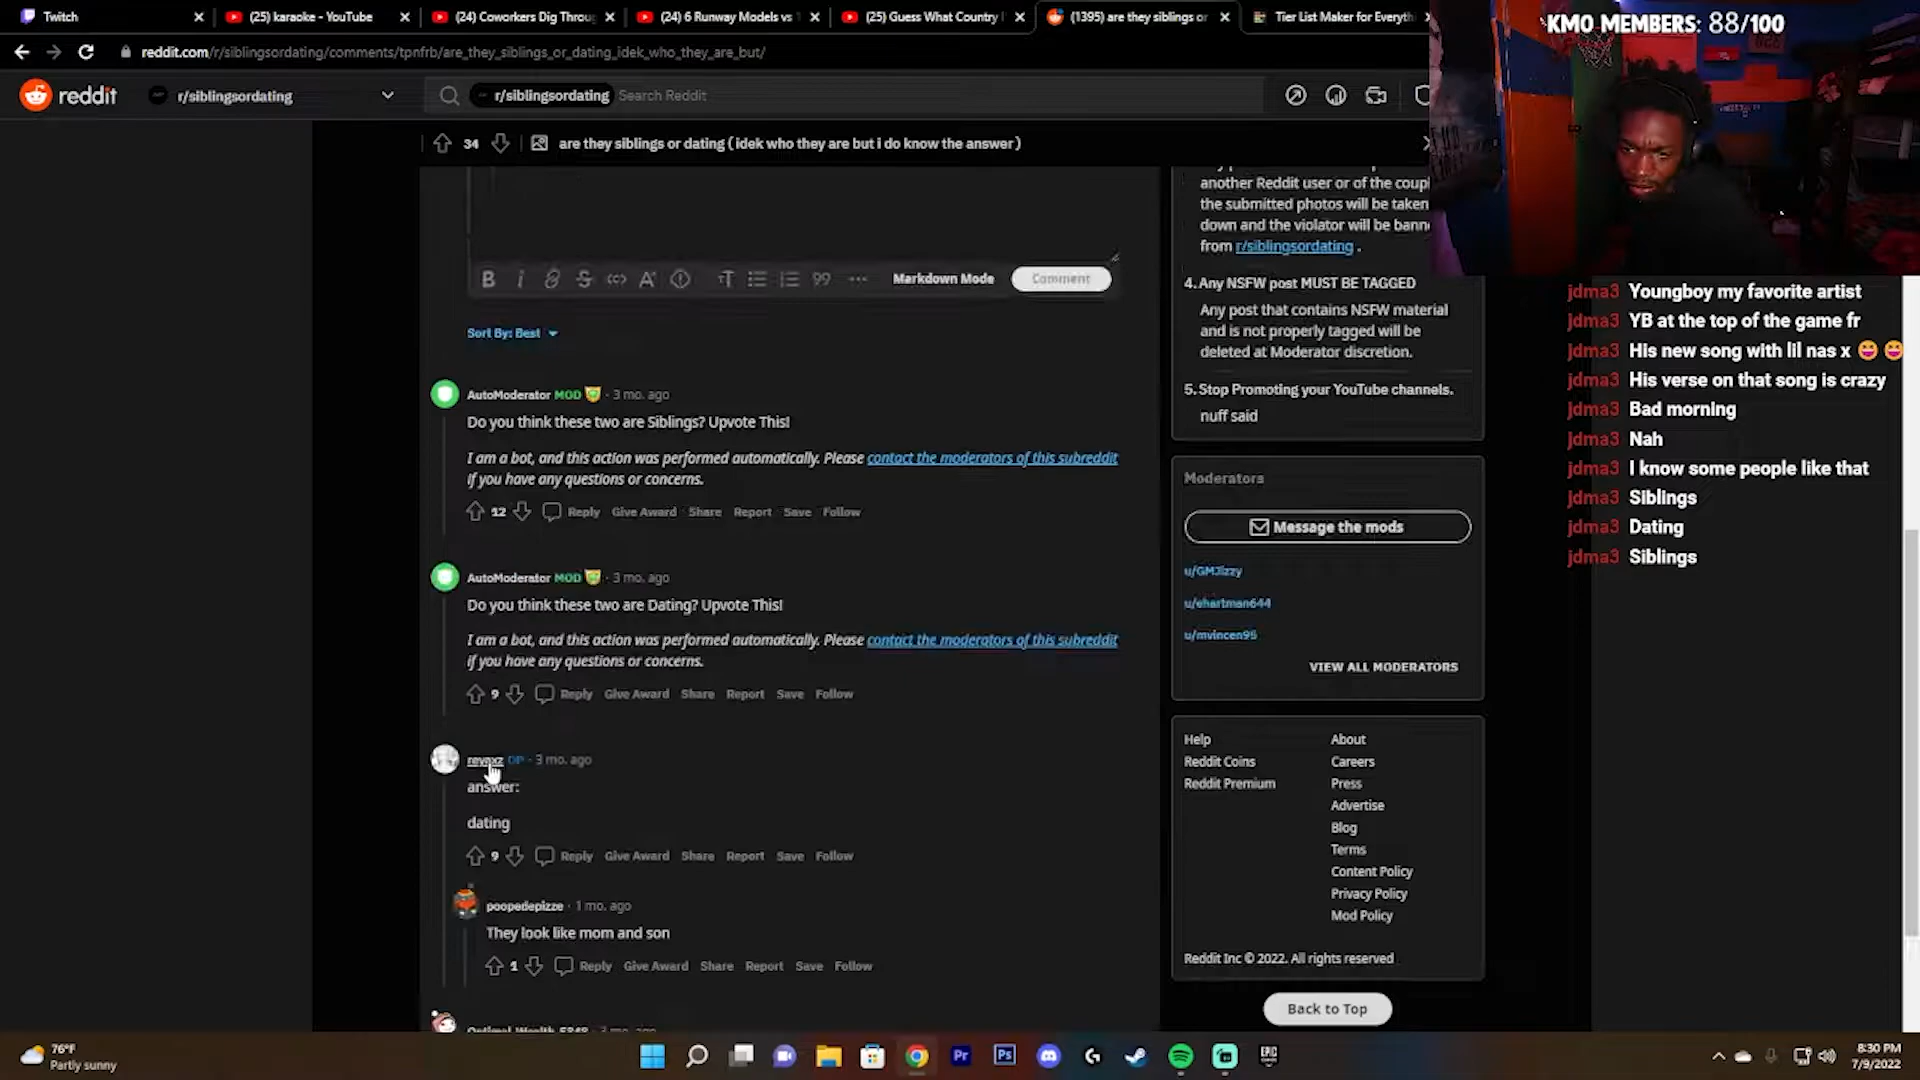 Twitch
(25) karaoke - YouTube
(24) Coworkers Dig Throu
(24) 6 Runway Models vs 1
(25) Guess What Country I
(1395) are they siblings or
Tier List Maker for Everyth
KMO MEMBERS: 88/100
reddit.com/r/siblingsordating/comments/tpnfrb/are_they_siblings_or_dating_idek_who_they_are_but/
reddit
r/siblingsordating
r/siblingsordating Search Reddit
34
are they siblings or dating (idek who they are but i do know the answer)
another Reddit user or of the coupl
the submitted photos will be taken
down and the violator will be bann
from r/siblingsordating .
4. Any NSFW post MUST BE TAGGED
Any post that contains NSFW material
and is not properly tagged will be
deleted at Moderator discretion.
5. Stop Promoting your YouTube channels.
nuff said
Markdown Mode
Comment
Sort By: Best
AutoModerator MOD · 3 mo. ago
Do you think these two are Siblings? Upvote This!
I am a bot, and this action was performed automatically. Please contact the moderators of this subreddit
if you have any questions or concerns.
12 Reply Give Award Share Report Save Follow
AutoModerator MOD · 3 mo. ago
Do you think these two are Dating? Upvote This!
I am a bot, and this action was performed automatically. Please contact the moderators of this subreddit
if you have any questions or concerns.
9 Reply Give Award Share Report Save Follow
OP · 3 mo. ago
answer:
dating
9 Reply Give Award Share Report Save Follow
poopedepizze · 1 mo. ago
They look like mom and son
1 Reply Give Award Share Report Save Follow
Optimal_Wealth_5848 · 3 mo. ago
Moderators
Message the mods
u/GMJizzy
u/ehartman644
u/mvincen95
VIEW ALL MODERATORS
Help
About
Reddit Coins
Careers
Reddit Premium
Press
Advertise
Blog
Terms
Content Policy
Privacy Policy
Mod Policy
Reddit Inc © 2022. All rights reserved
Back to Top
jdma3 Youngboy my favorite artist
jdma3 YB at the top of the game fr
jdma3 His new song with lil nas x 😆 😆
jdma3 His verse on that song is crazy
jdma3 Bad morning
jdma3 Nah
jdma3 I know some people like that
jdma3 Siblings
jdma3 Dating
jdma3 Siblings
76°F
Partly sunny
Pr
Ps
EPIC
8:30 PM
7/9/2022